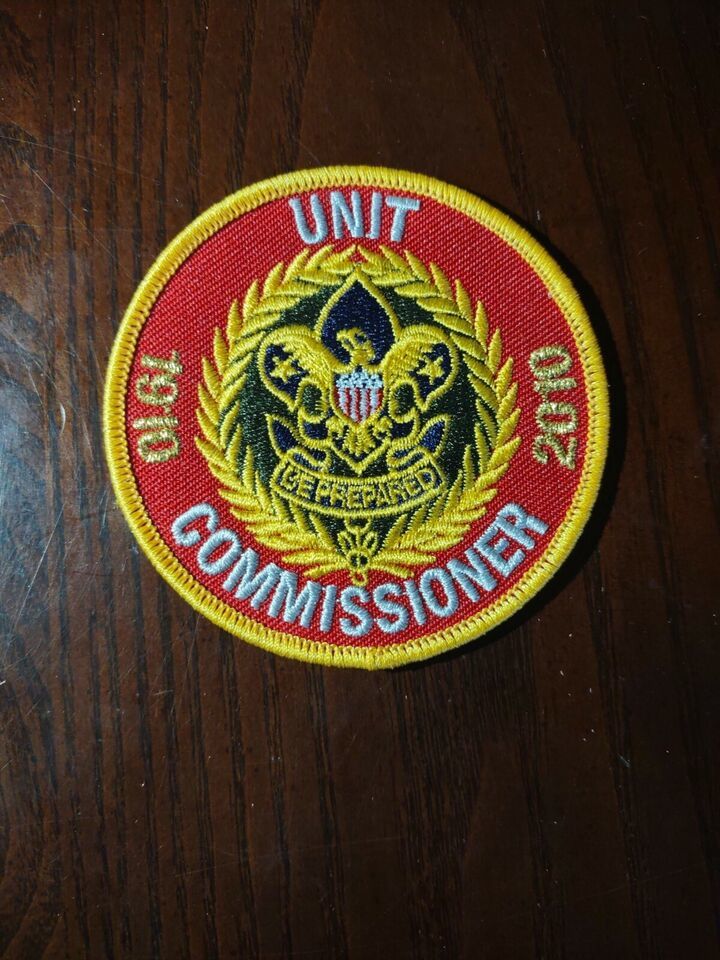 UNIT
1910
2010
BE PREPARED
COMMISSIONER